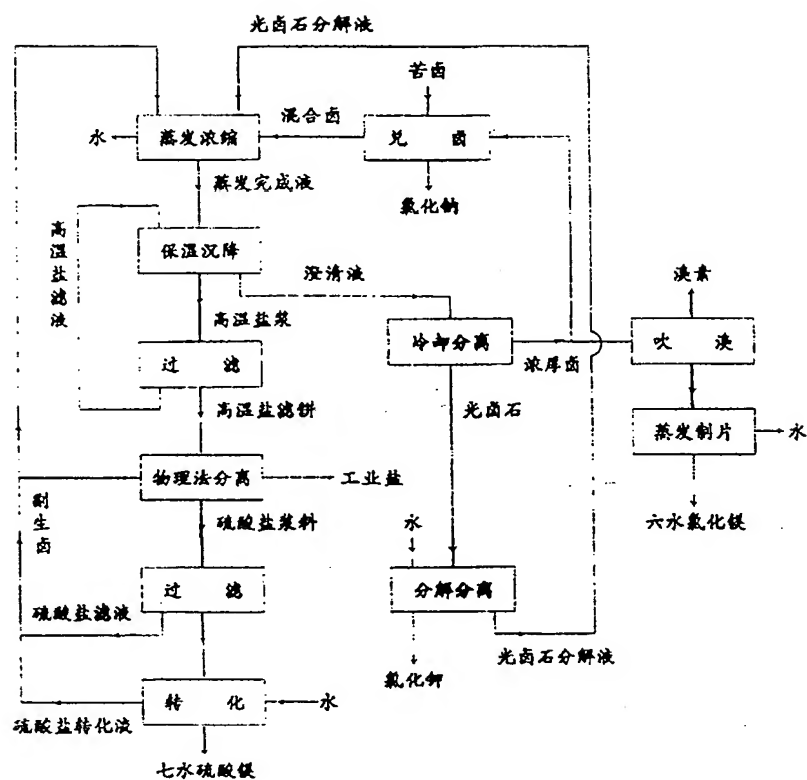 光卤石分解液
苦卤
混合卤
水
蒸发浓缩
兑 卤
蒸发完成液
氯化钠
高温盐滤液
保温沉降
澄清液
溴素
高温盐浆
冷却分离
吹 溴
浓厚卤
过 滤
高温盐滤饼
光卤石
蒸发制片
水
物理法分离
工业盐
副生卤
硫酸盐浆料
水
六水氯化镁
过 滤
分解分离
硫酸盐滤液
光卤石分解液
氯化钾
转 化
水
硫酸盐转化液
七水硫酸镁